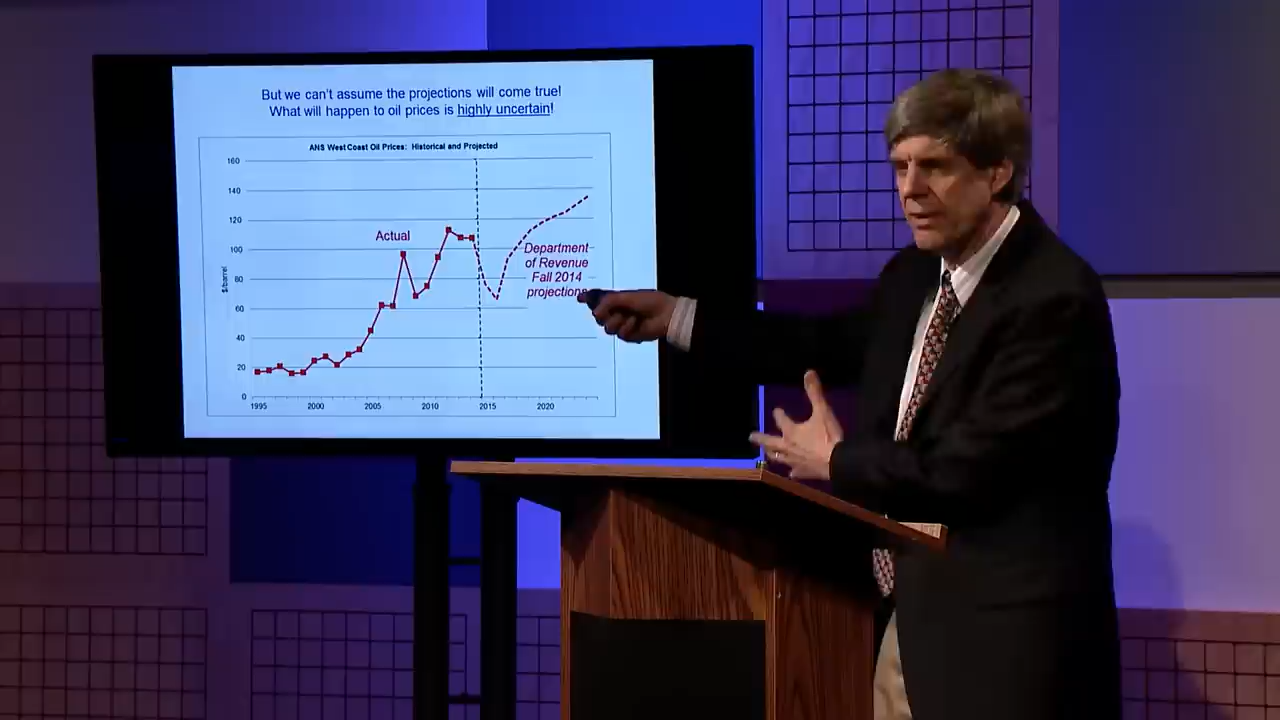 But we can't assume the projections will come true!
What will happen to oil prices is highly uncertain!
ANS West Coast Oil Prices: Historical and Projected
160
140
120
100
80
60
40
20
0
$/barrel
Actual
Department
of Revenue
Fall 2014
projections
1995 2000 2005 2010 2015 2020